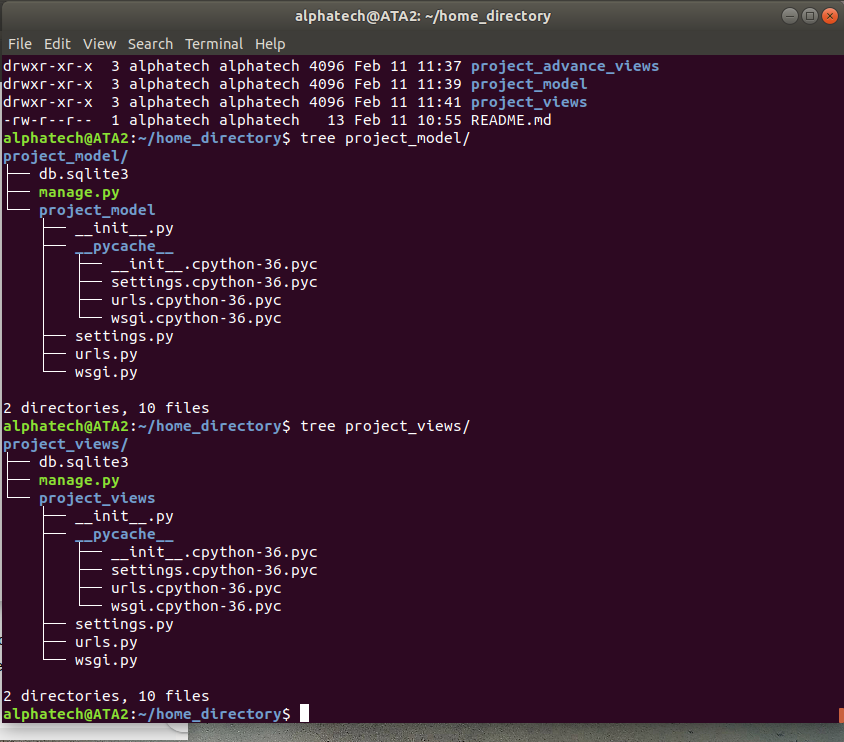 alphatech@ATA2: ~/home_directory
File Edit View Search Terminal Help
drwxr-xr-x  3 alphatech alphatech 4096 Feb 11 11:37 project_advance_views
drwxr-xr-x  3 alphatech alphatech 4096 Feb 11 11:39 project_model
drwxr-xr-x  3 alphatech alphatech 4096 Feb 11 11:41 project_views
-rw-r--r--  1 alphatech alphatech   13 Feb 11 10:55 README.md
alphatech@ATA2:~/home_directory$ tree project_model/
project_model/
├── db.sqlite3
├── manage.py
└── project_model
    ├── __init__.py
    ├── __pycache__
    │   ├── __init__.cpython-36.pyc
    │   ├── settings.cpython-36.pyc
    │   ├── urls.cpython-36.pyc
    │   └── wsgi.cpython-36.pyc
    ├── settings.py
    ├── urls.py
    └── wsgi.py
2 directories, 10 files
alphatech@ATA2:~/home_directory$ tree project_views/
project_views/
├── db.sqlite3
├── manage.py
└── project_views
    ├── __init__.py
    ├── __pycache__
    │   ├── __init__.cpython-36.pyc
    │   ├── settings.cpython-36.pyc
    │   ├── urls.cpython-36.pyc
    │   └── wsgi.cpython-36.pyc
    ├── settings.py
    ├── urls.py
    └── wsgi.py
2 directories, 10 files
alphatech@ATA2:~/home_directory$